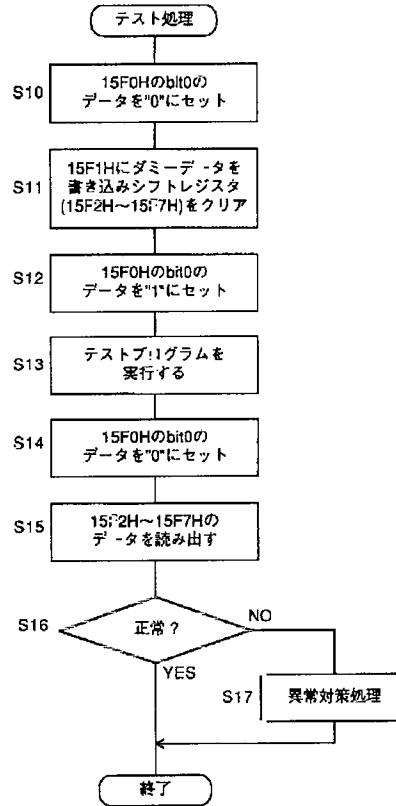 テスト処理
S10
15F0Hのbit0の
データを"0"にセット
S11
15F1Hにダミーデータを
書き込みシフトレジスタ
(15F2H～15F7H)をクリア
S12
15F0Hのbit0の
データを"1"にセット
S13
テストプログラムを
実行する
S14
15F0Hのbit0の
データを"0"にセット
S15
15F2H～15F7Hの
データを読み出す
S16
正常？
NO
YES
S17
異常対策処理
終了